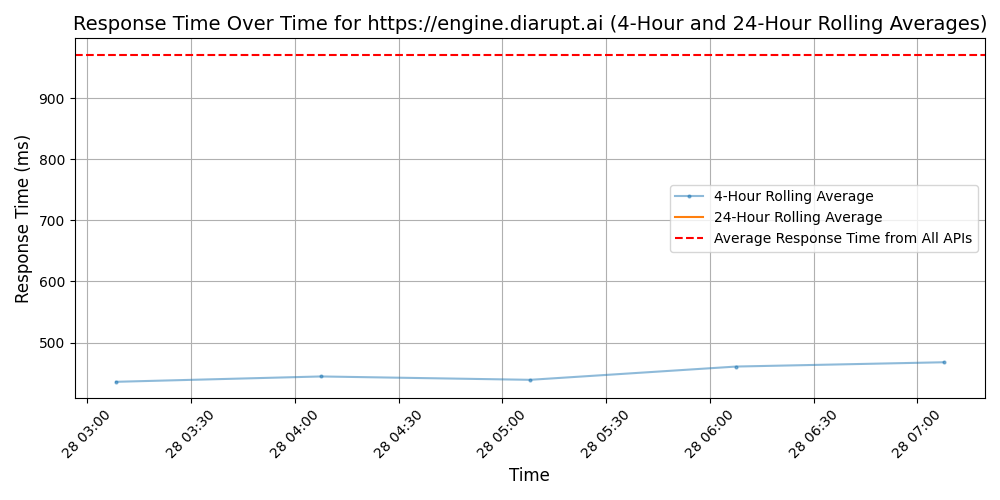 Response Time Over Time for https://engine.diarupt.ai (4-Hour and 24-Hour Rolling Averages)
Response Time (ms)
900
800
700
600
500
4-Hour Rolling Average
24-Hour Rolling Average
Average Response Time from All APIs
28 03:00
28 03:30
28 04:00
28 04:30
28 05:00
28 05:30
28 06:00
28 06:30
28 07:00
Time